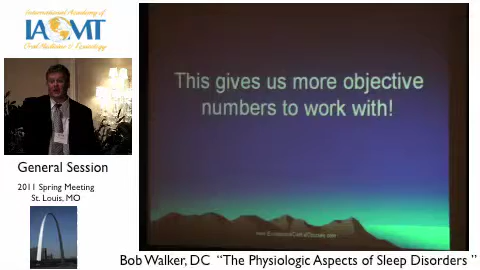 International Academy of
IAOMT
Oral Medicine & Toxicology
General Session
2011 Spring Meeting
St. Louis, MO
This gives us more objective
numbers to work with!
Bob Walker, DC "The Physiologic Aspects of Sleep Disorders "